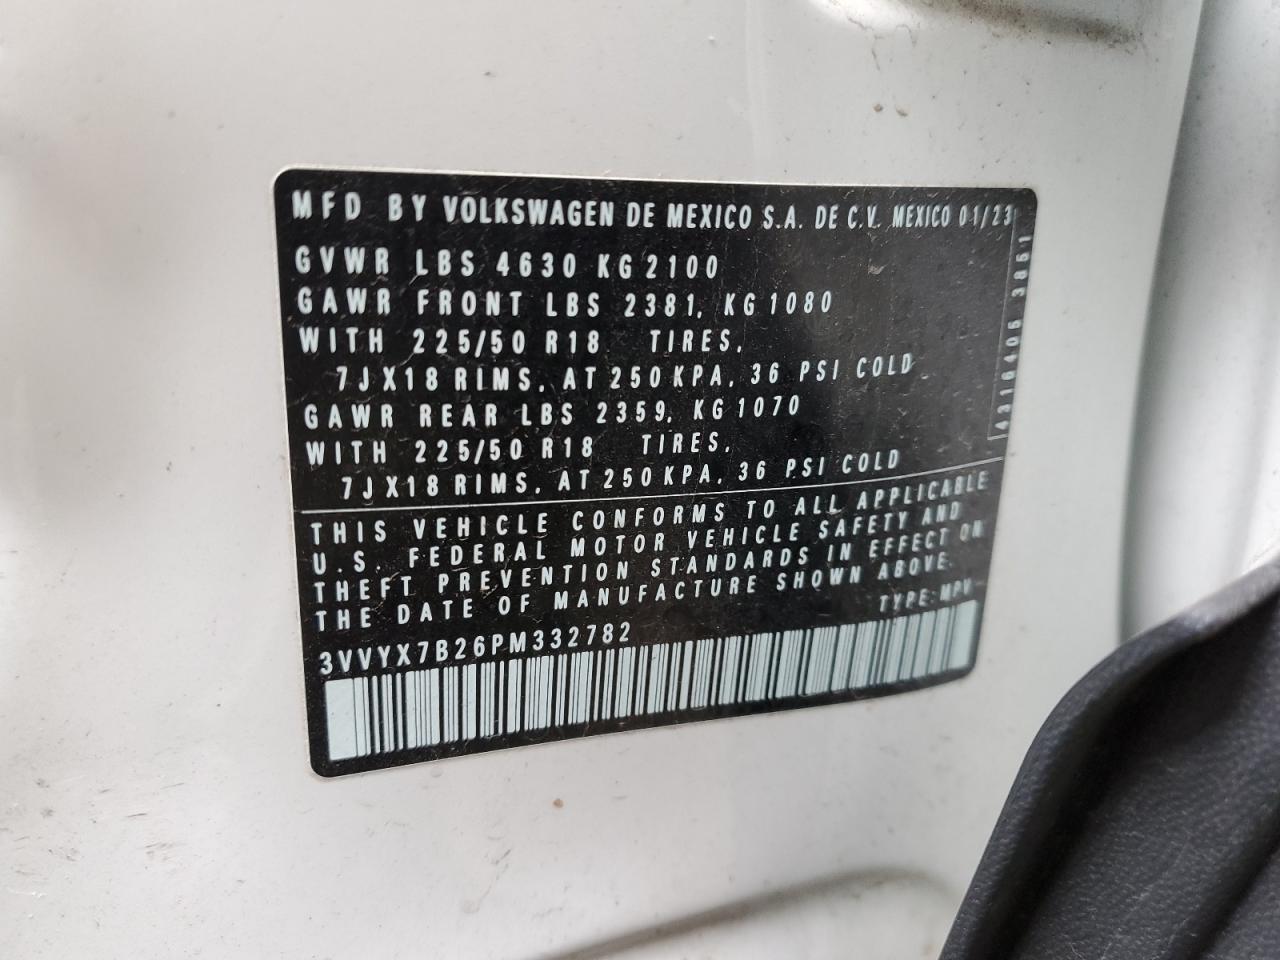 MFD BY VOLKSWAGEN DE MEXICO S.A. DE C.V. MEXICO 01/23
GVWR LBS 4630 KG 2100
GAWR FRONT LBS 2381, KG 1080
WITH 225/50 R18 TIRES,
7JX18 RIMS, AT 250 KPA, 36 PSI COLD
GAWR REAR LBS 2359, KG 1070
WITH 225/50 R18 TIRES,
7JX18 RIMS, AT 250 KPA, 36 PSI COLD
THIS VEHICLE CONFORMS TO ALL APPLICABLE
U.S. FEDERAL MOTOR VEHICLE SAFETY AND
THEFT PREVENTION STANDARDS IN EFFECT ON
THE DATE OF MANUFACTURE SHOWN ABOVE.
TYPE: MPV
3VVYX7B26PM332782
4316406 3851